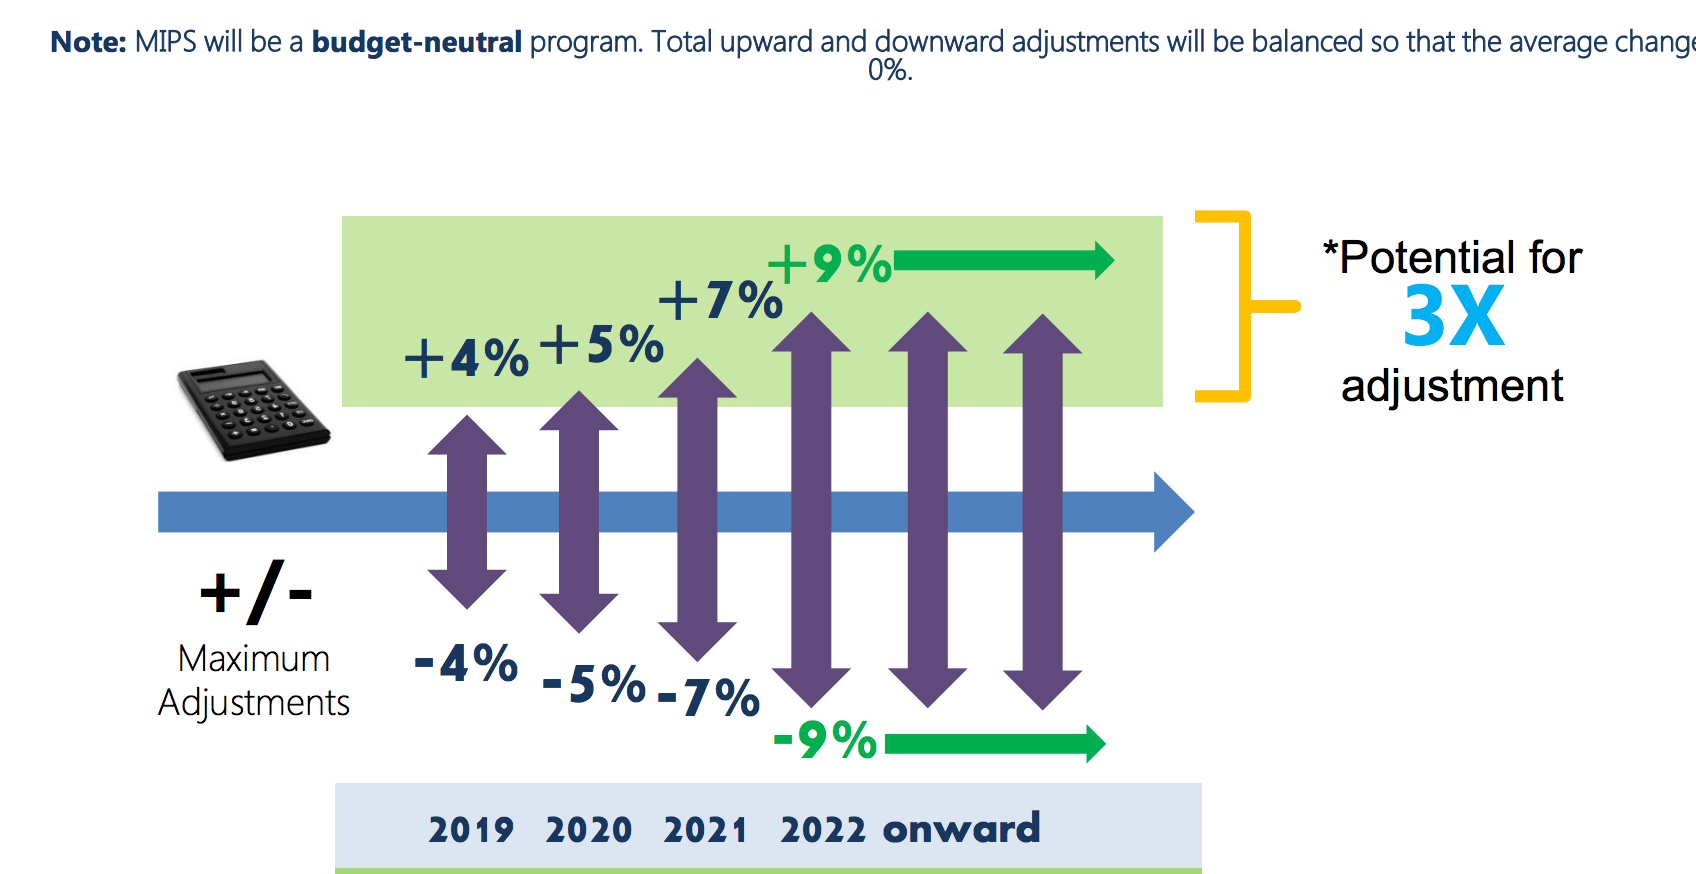 Note: MIPS will be a budget-neutral program. Total upward and downward adjustments will be balanced so that the average change
0%.
+9%
+7%
+4% +5%
*Potential for
3X
adjustment
+/-
Maximum
Adjustments
-4% -5% -7%
-9%
2019 2020 2021 2022 onward